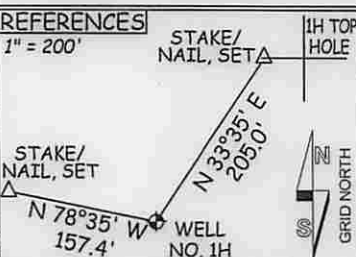 REFERENCES
1" = 200'
STAKE/
NAIL, SET
1H TOP
HOLE
N 33°35' E
205.0'
STAKE/
NAIL, SET
N 78°35' W
157.4'
WELL
NO. 1H
N
S
GRID NORTH